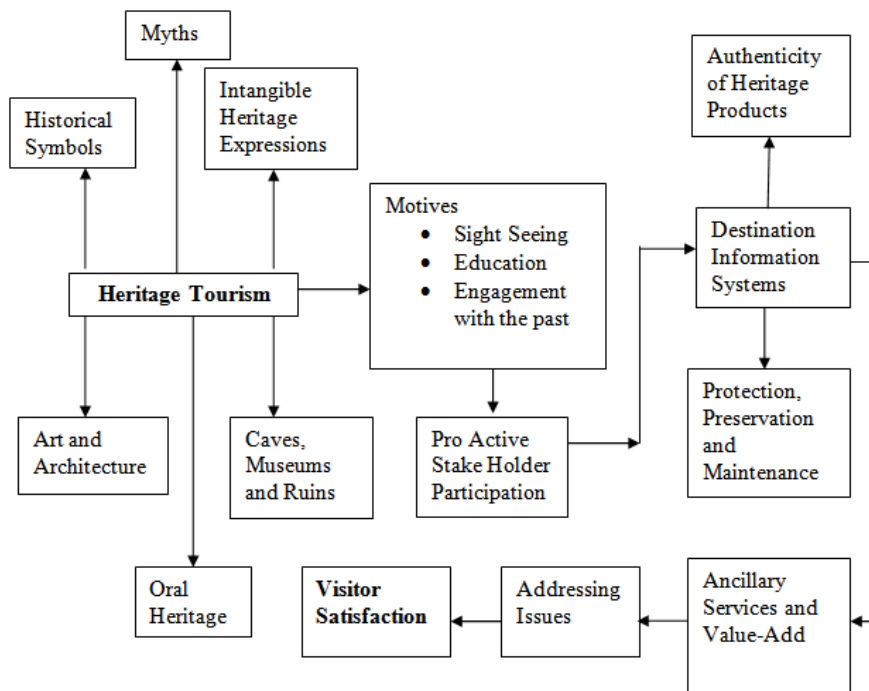 Myths
Authenticity
of Heritage
Products
Intangible
Heritage
Expressions
Historical
Symbols
Motives
• Sight Seeing
• Education
• Engagement
with the past
Destination
Information
Systems
Heritage Tourism
Art and
Architecture
Caves,
Museums
and Ruins
Pro Active
Stake Holder
Participation
Protection,
Preservation
and
Maintenance
Oral
Heritage
Visitor
Satisfaction
Addressing
Issues
Ancillary
Services and
Value-Add